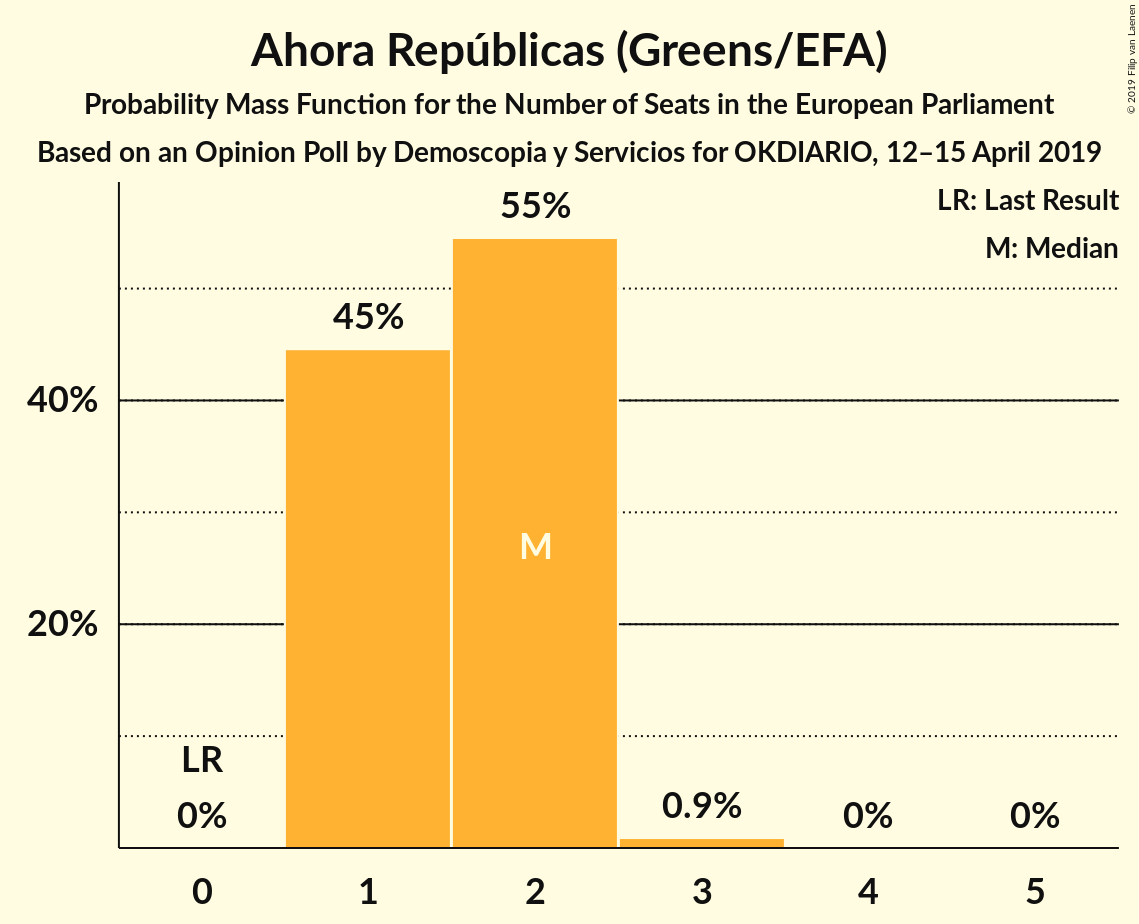 Ahora Repúblicas (Greens/EFA)
Probability Mass Function for the Number of Seats in the European Parliament
Based on an Opinion Poll by Demoscopia y Servicios for OKDIARIO, 12–15 April 2019
© 2019 Filip van Laenen
LR: Last Result
M: Median
55%
45%
40%
M
20%
LR
0%
0.9%
0%
0%
0 1 2 3 4 5